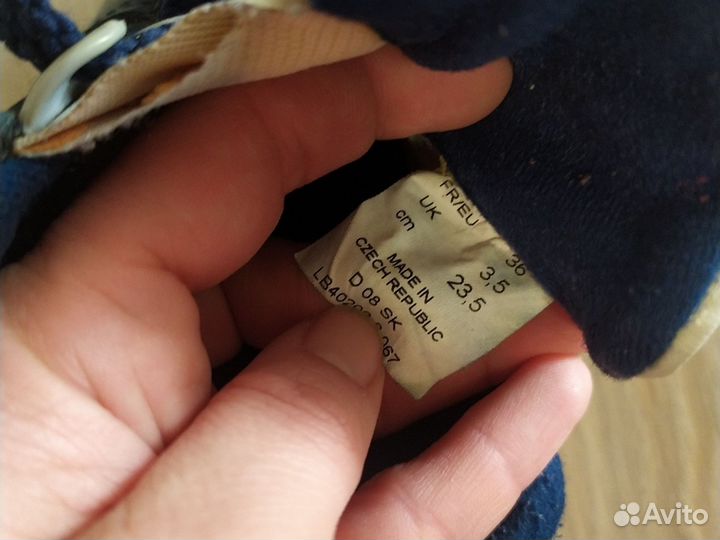 FR/EU 36
UK 3,5
cm 23,5
MADE IN
CZECH REPUBLIC
D 08 SK
Avito